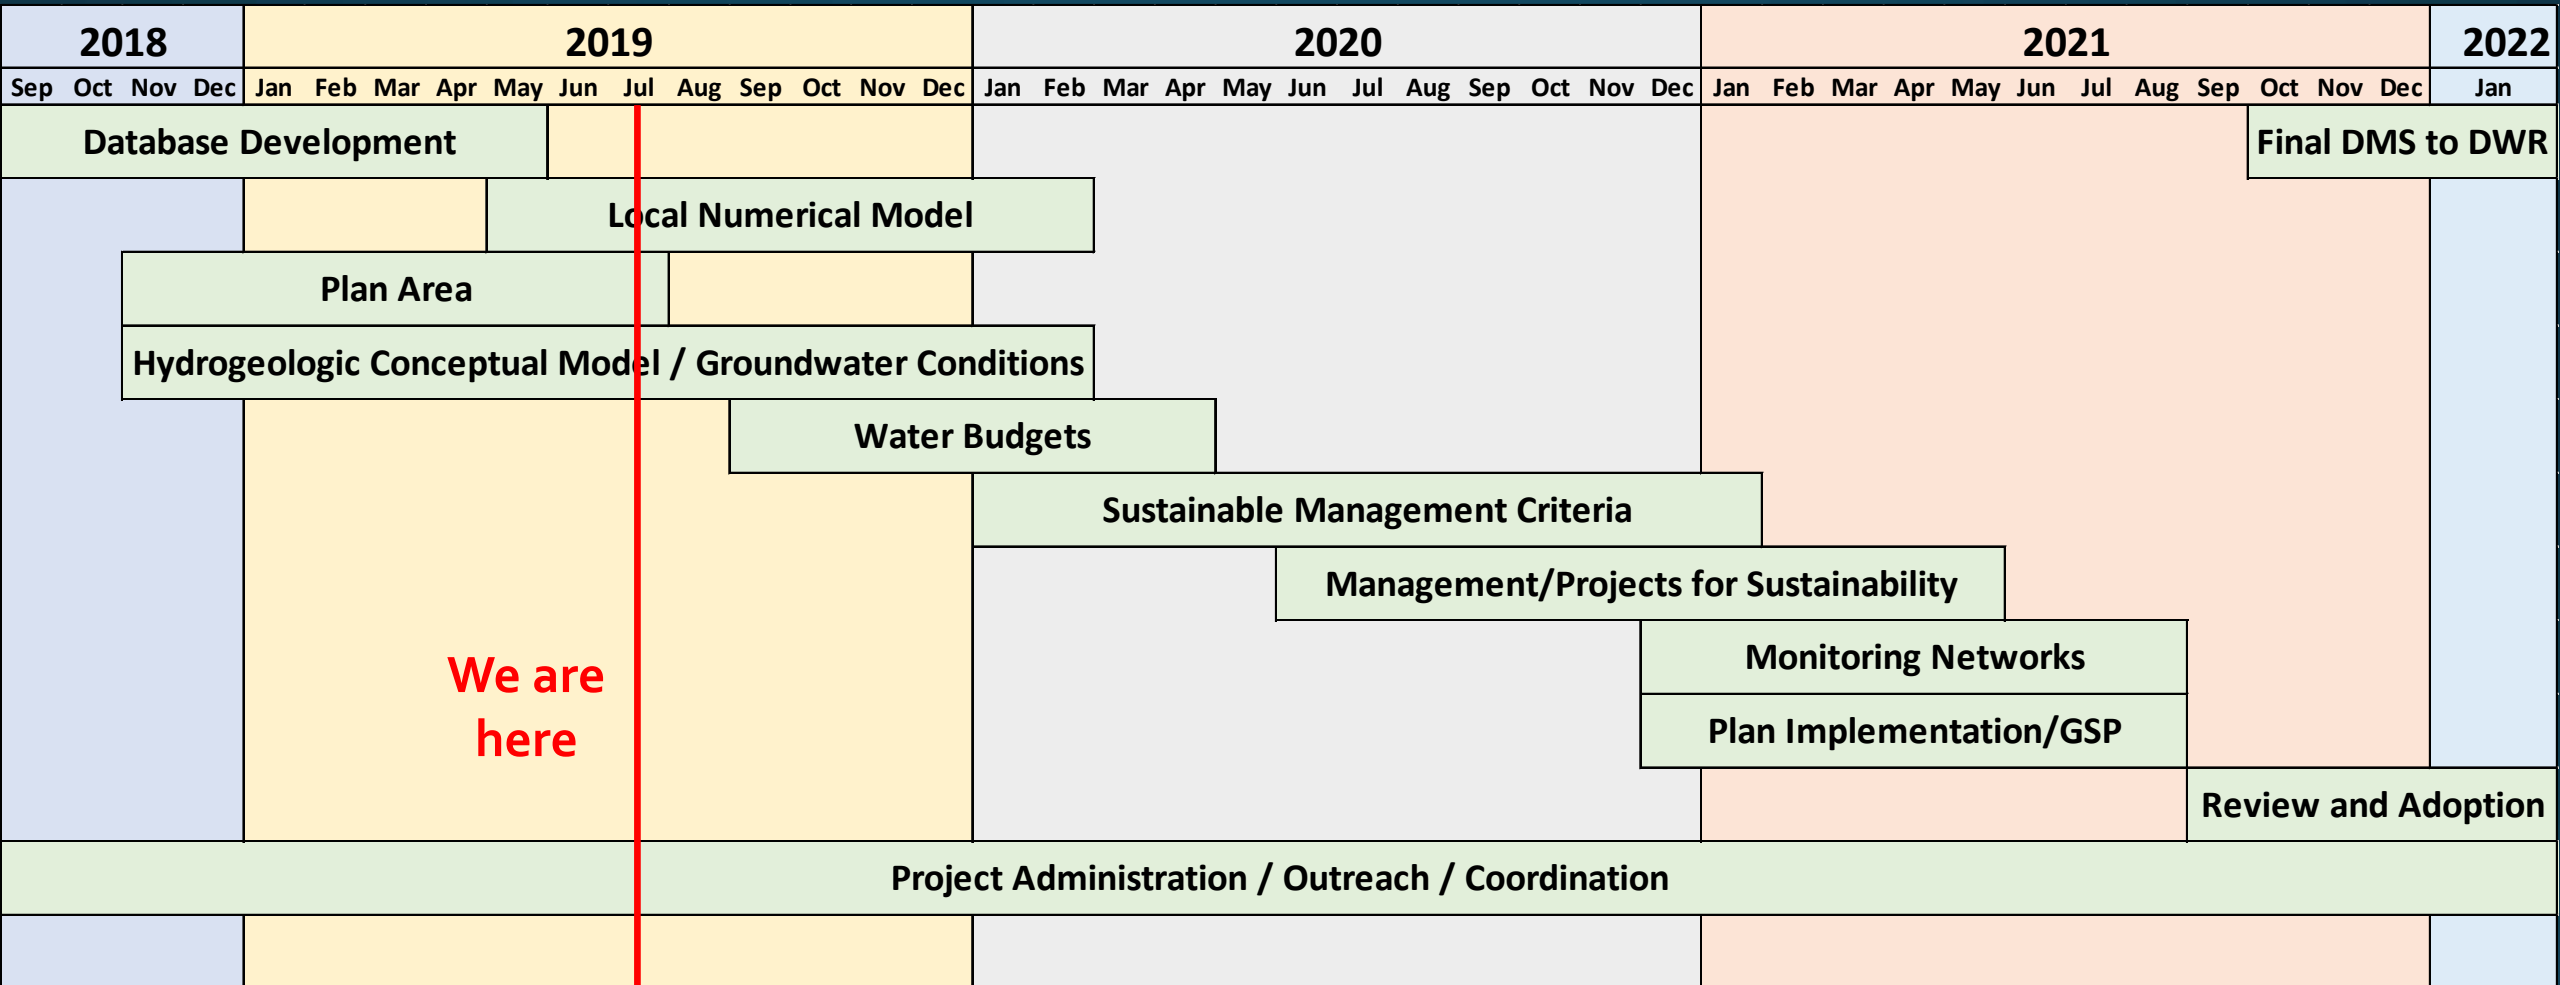 2018 2019 2020 2021 2022
Sep Oct Nov Dec Jan Feb Mar Apr May Jun Jul Aug Sep Oct Nov Dec Jan Feb Mar Apr May Jun Jul Aug Sep Oct Nov Dec Jan Feb Mar Apr May Jun Jul Aug Sep Oct Nov Dec Jan
Database Development Final DMS to DWR
Local Numerical Model
Plan Area
Hydrogeologic Conceptual Model / Groundwater Conditions
Water Budgets
Sustainable Management Criteria
Management/Projects for Sustainability
Monitoring Networks
We are
here
Plan Implementation/GSP
Review and Adoption
Project Administration / Outreach / Coordination